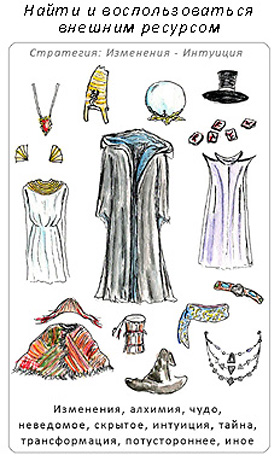 Найти и воспользоваться
внешним ресурсом
Стратегия: Изменения - Интуиция
Изменения, алхимия, чудо,
неведомое, скрытое, интуиция, тайна,
трансформация, потустороннее, иное